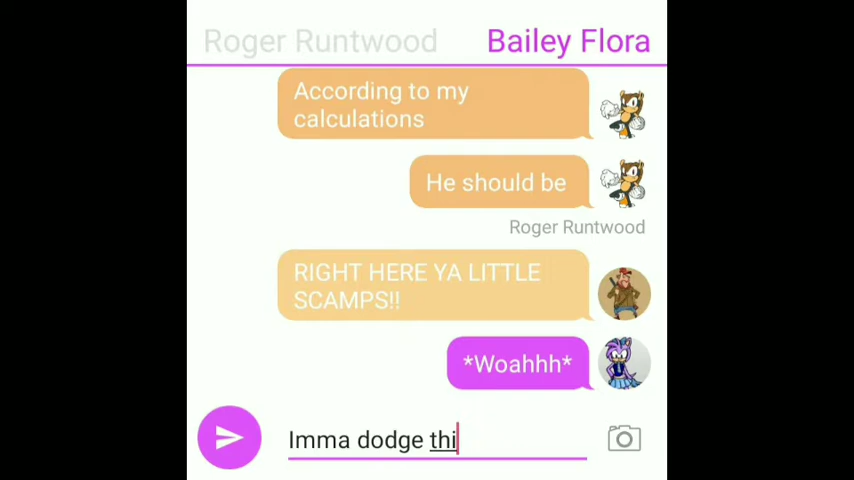 Roger Runtwood Bailey Flora
According to my
calculations
He should be
Roger Runtwood
RIGHT HERE YA LITTLE
SCAMPS!!
*Woahhh*
Imma dodge thi